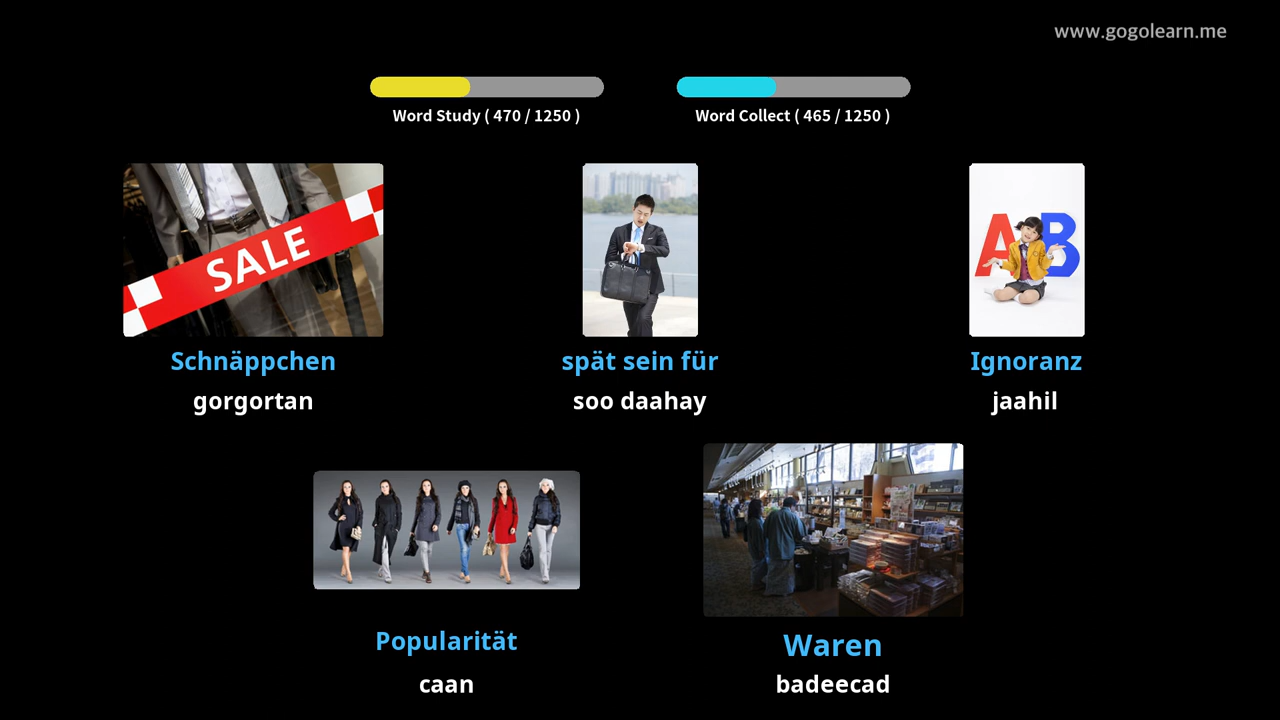 www.gogolearn.me
Word Study ( 470 / 1250 )
Word Collect ( 465 / 1250 )
SALE
A B
Schnäppchen
spät sein für
Ignoranz
gorgortan
soo daahay
jaahil
Popularität
Waren
caan
badeecad